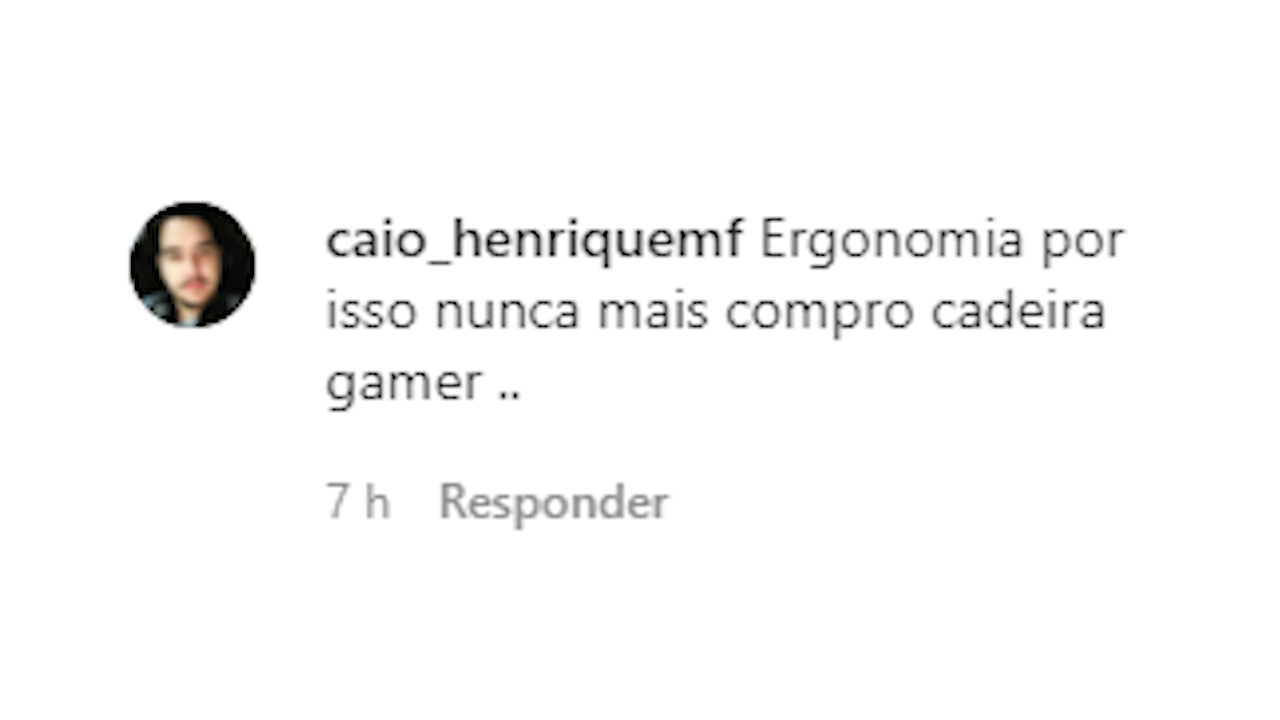 caio_henriquemf Ergonomia por
isso nunca mais compro cadeira
gamer ..
7 h Responder